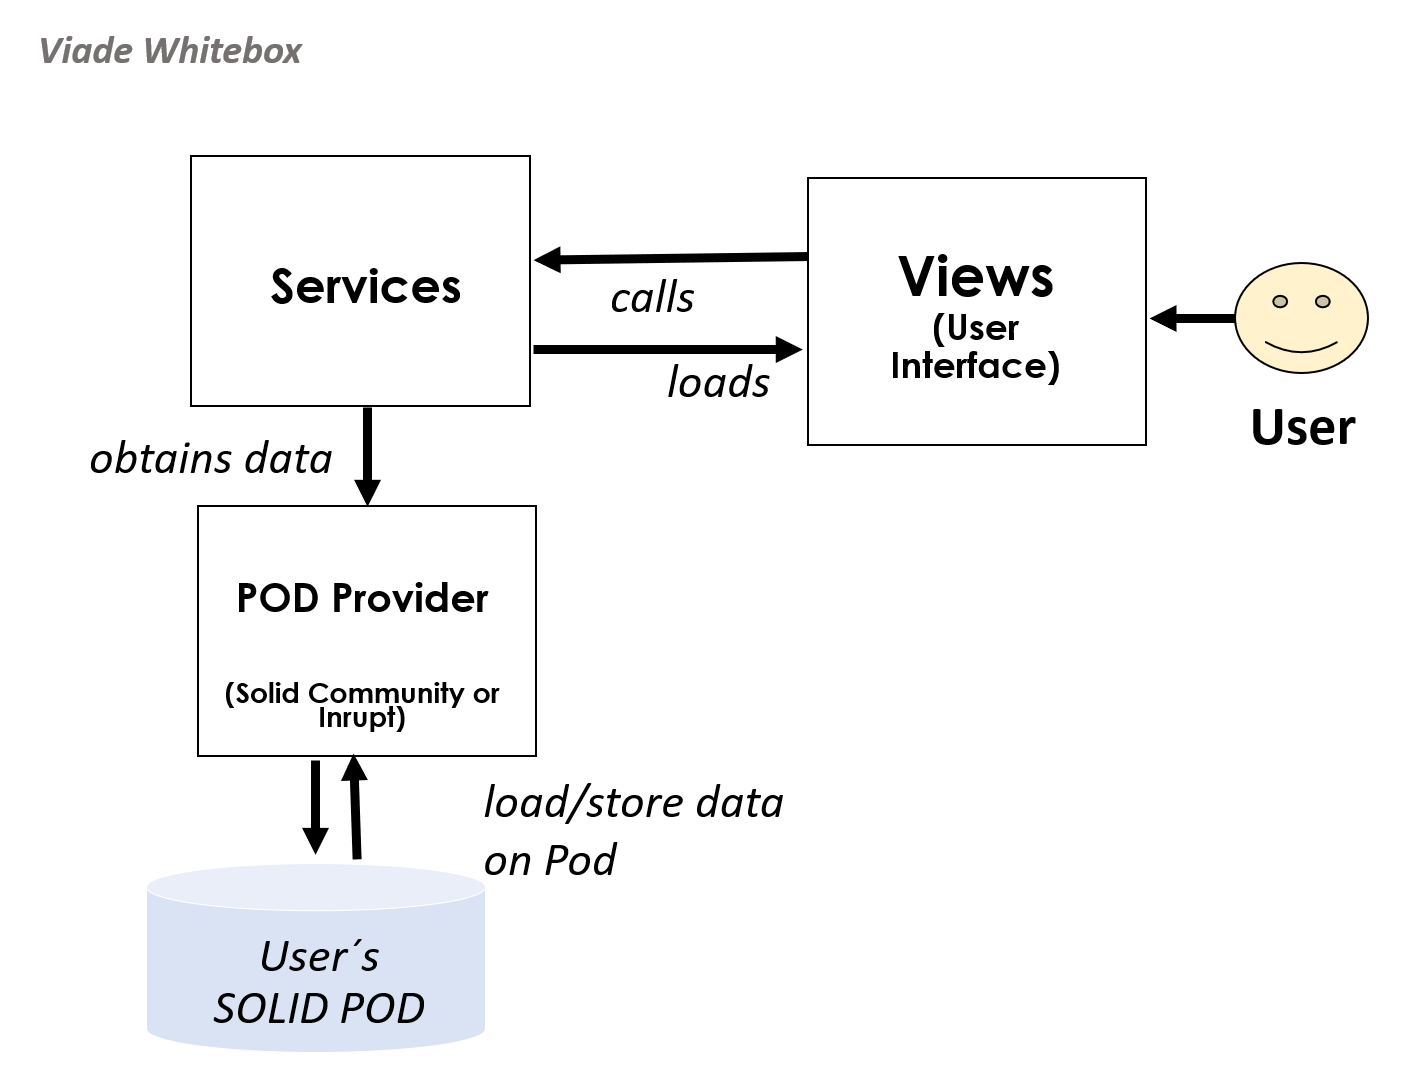 Viade Whitebox
Services
calls
loads
Views
(User
Interface)
User
obtains data
POD Provider
(Solid Community or
Inrupt)
load/store data
on Pod
User´s
SOLID POD